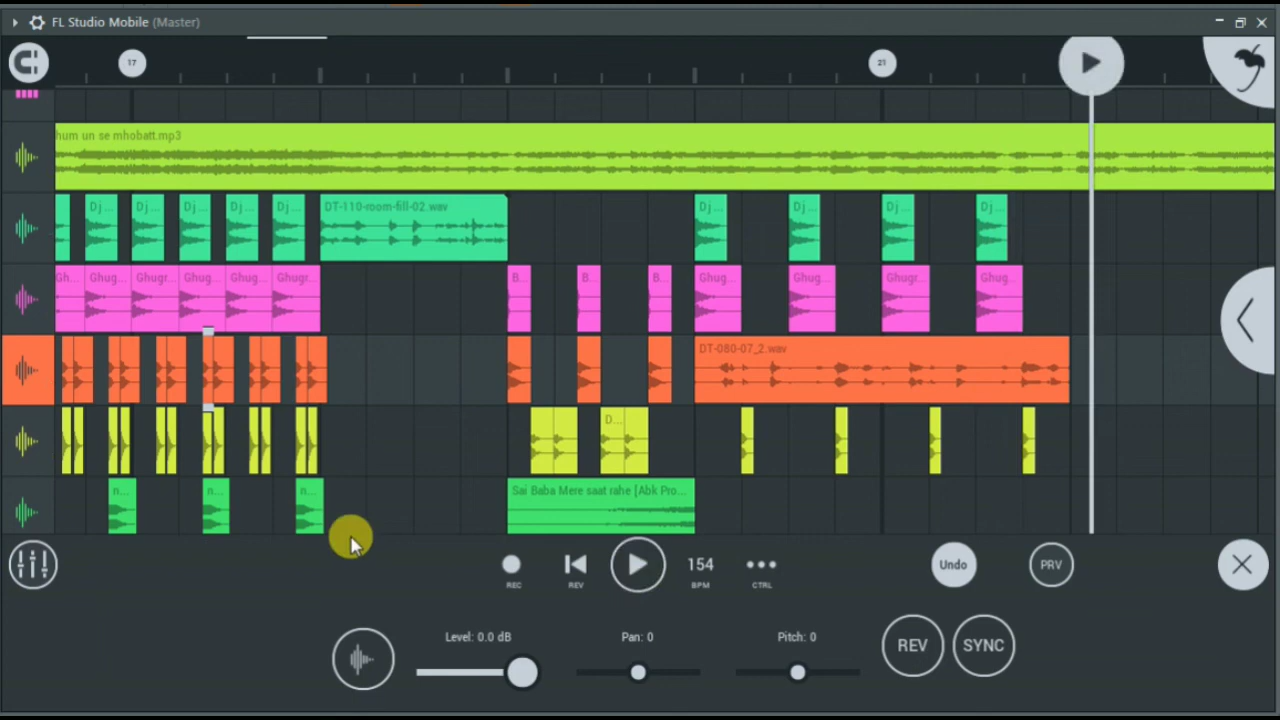 FL Studio Mobile (Master)
17
21
hum un se mhobatt.mp3
Dj ...
Dj...
Dj...
Dj...
Dj...
DT-110-room-fill-02.wav
Dj ...
Dj ...
Dj ...
Dj ...
Gh...
Ghug...
Ghugr...
Ghug...
Ghug...
Ghugr...
B...
B...
B...
Ghug...
Ghugr...
Ghugr...
Ghug...
DT-080-07_2.wav
D...
n...
n...
n...
Sai Baba Mere saat rahe [Abk Pro...
154
Undo
PRV
REC
REV
BPM
CTRL
Level: 0.0 dB
Pan: 0
Pitch: 0
REV
SYNC